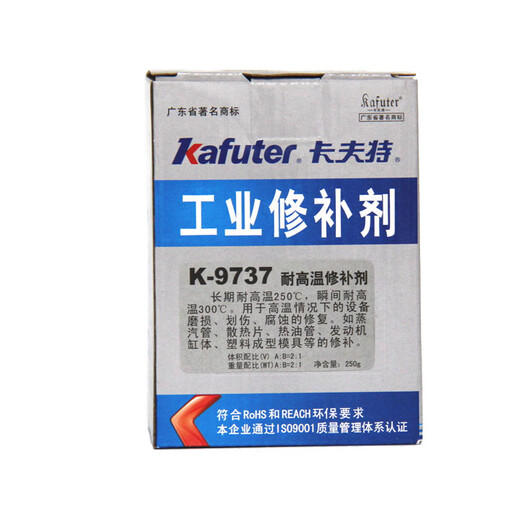 广东省著名商标
Kafuter
广东省著名商标
Kafuter® 卡夫特®
工业修补剂
K-9737 耐高温修补剂
长期耐高温250℃，瞬间耐高
温300℃。用于高温情况下的设备
磨损、划伤、腐蚀的修复。如蒸
汽管、散热片、热油管、发动机
缸体、塑料成型模具等的修补。
体积配比(V) A:B=2:1
重量配比(WT) A:B=2:1 净含量：250g
符合RoHS和REACH环保要求
本企业通过ISO9001质量管理体系认证